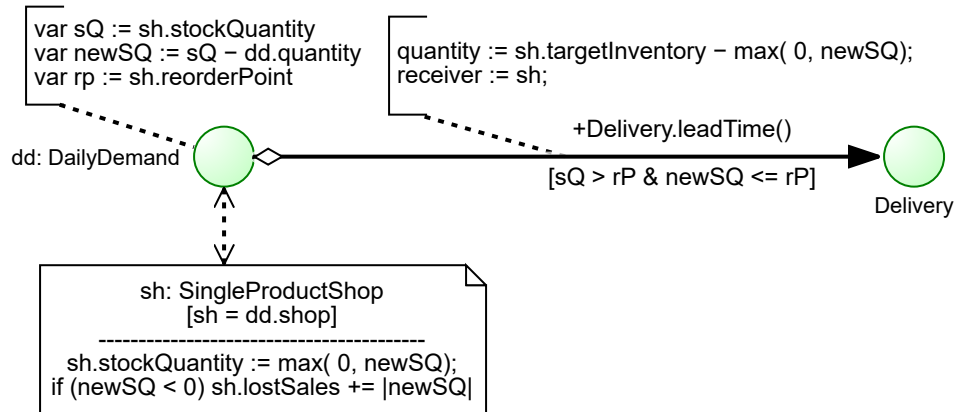 var sQ := sh.stockQuantity
var newSQ := sQ − dd.quantity
var rp := sh.reorderPoint
quantity := sh.targetInventory − max( 0, newSQ);
receiver := sh;
+Delivery.leadTime()
dd: DailyDemand
[sQ > rP & newSQ <= rP]
Delivery
sh: SingleProductShop
[sh = dd.shop]
----------------------------------------
sh.stockQuantity := max( 0, newSQ);
if (newSQ < 0) sh.lostSales += |newSQ|